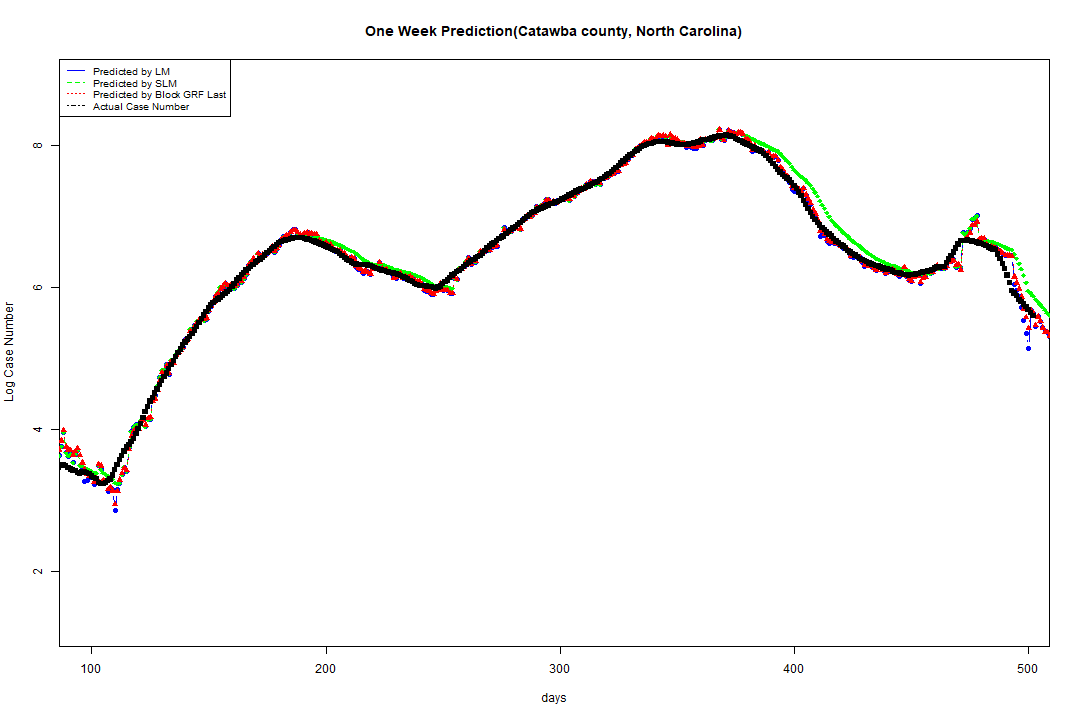 One Week Prediction(Catawba county, North Carolina)
Predicted by LM
Predicted by SLM
Predicted by Block GRF Last
Actual Case Number
Log Case Number
8
6
4
2
100 200 300 400 500
days